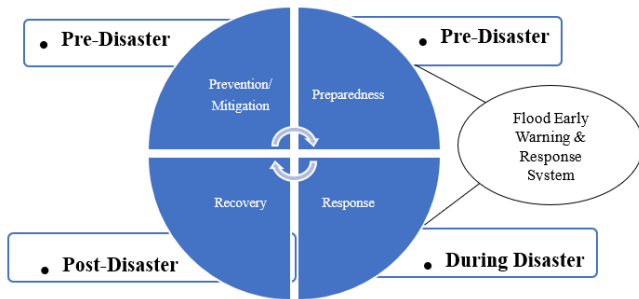 • Pre-Disaster
• Pre-Disaster
Prevention/
Mitigation
Preparedness
Flood Early
Warning &
Response
System
Recovery
Response
• Post-Disaster
• During Disaster